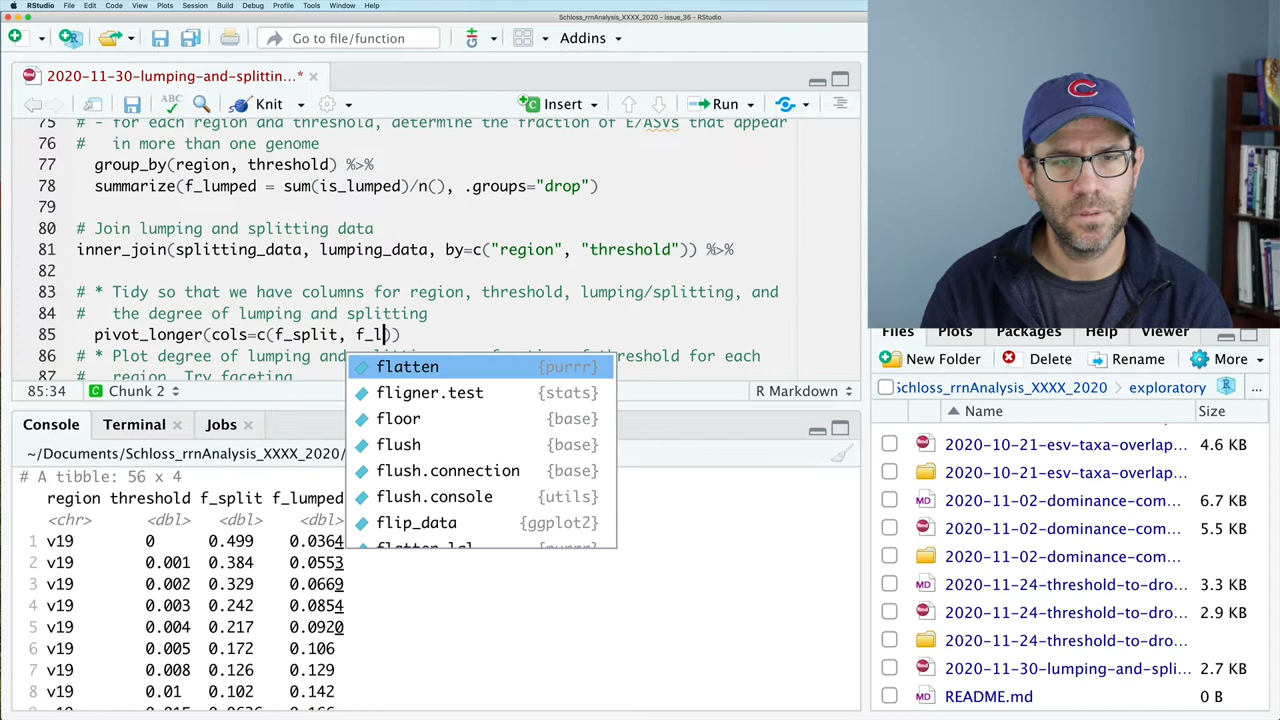 RStudio File Edit Code View Plots Session Build Debug Profile Tools Window Help
Schloss_rrnAnalysis_XXXX_2020 - issue_36 - RStudio
Go to file/function Addins
2020-11-30-lumping-and-splittin...*
ABC Knit Insert Run
75 # - for each region and threshold, determine the fraction of E/ASVs that appear
76 # in more than one genome
77 group_by(region, threshold) %>%
78 summarize(f_lumped = sum(is_lumped)/n(), .groups="drop")
79
80 # Join lumping and splitting data
81 inner_join(splitting_data, lumping_data, by=c("region", "threshold")) %>%
82
83 # * Tidy so that we have columns for region, threshold, lumping/splitting, and
84 # the degree of lumping and splitting
85 pivot_longer(cols=c(f_split, f_l))
86 # * Plot degree of lumping and threshold for each
87 # region. Try faceting
85:34 Chunk 2 R Markdown
flatten {purrr}
fligner.test {stats}
floor {base}
flush {base}
flush.connection {base}
flush.console {utils}
flip_data {ggplot2}
Console Terminal Jobs
~/Documents/Schloss_rrnAnalysis_XXXX_2020/
# A tibble: 56 x 4
region threshold f_split f_lumped
<chr> <dbl> <dbl> <dbl>
1 v19 0 0.499 0.0364
2 v19 0.001 0.384 0.0553
3 v19 0.002 0.329 0.0669
4 v19 0.003 0.242 0.0854
5 v19 0.004 0.217 0.0920
6 v19 0.005 0.172 0.106
7 v19 0.008 0.126 0.129
8 v19 0.01 0.102 0.142
C
Files Plots Packages Help Viewer
New Folder Delete Rename More
Schloss_rrnAnalysis_XXXX_2020 exploratory ...
Name Size
2020-10-21-esv-taxa-overlap... 4.6 KB
2020-10-21-esv-taxa-overlap...
2020-11-02-dominance-com... 6.7 KB
2020-11-02-dominance-com... 5.5 KB
2020-11-02-dominance-com...
2020-11-24-threshold-to-dro... 3.3 KB
2020-11-24-threshold-to-dro... 2.9 KB
2020-11-24-threshold-to-dro...
2020-11-30-lumping-and-spli... 2.7 KB
README.md 0 B